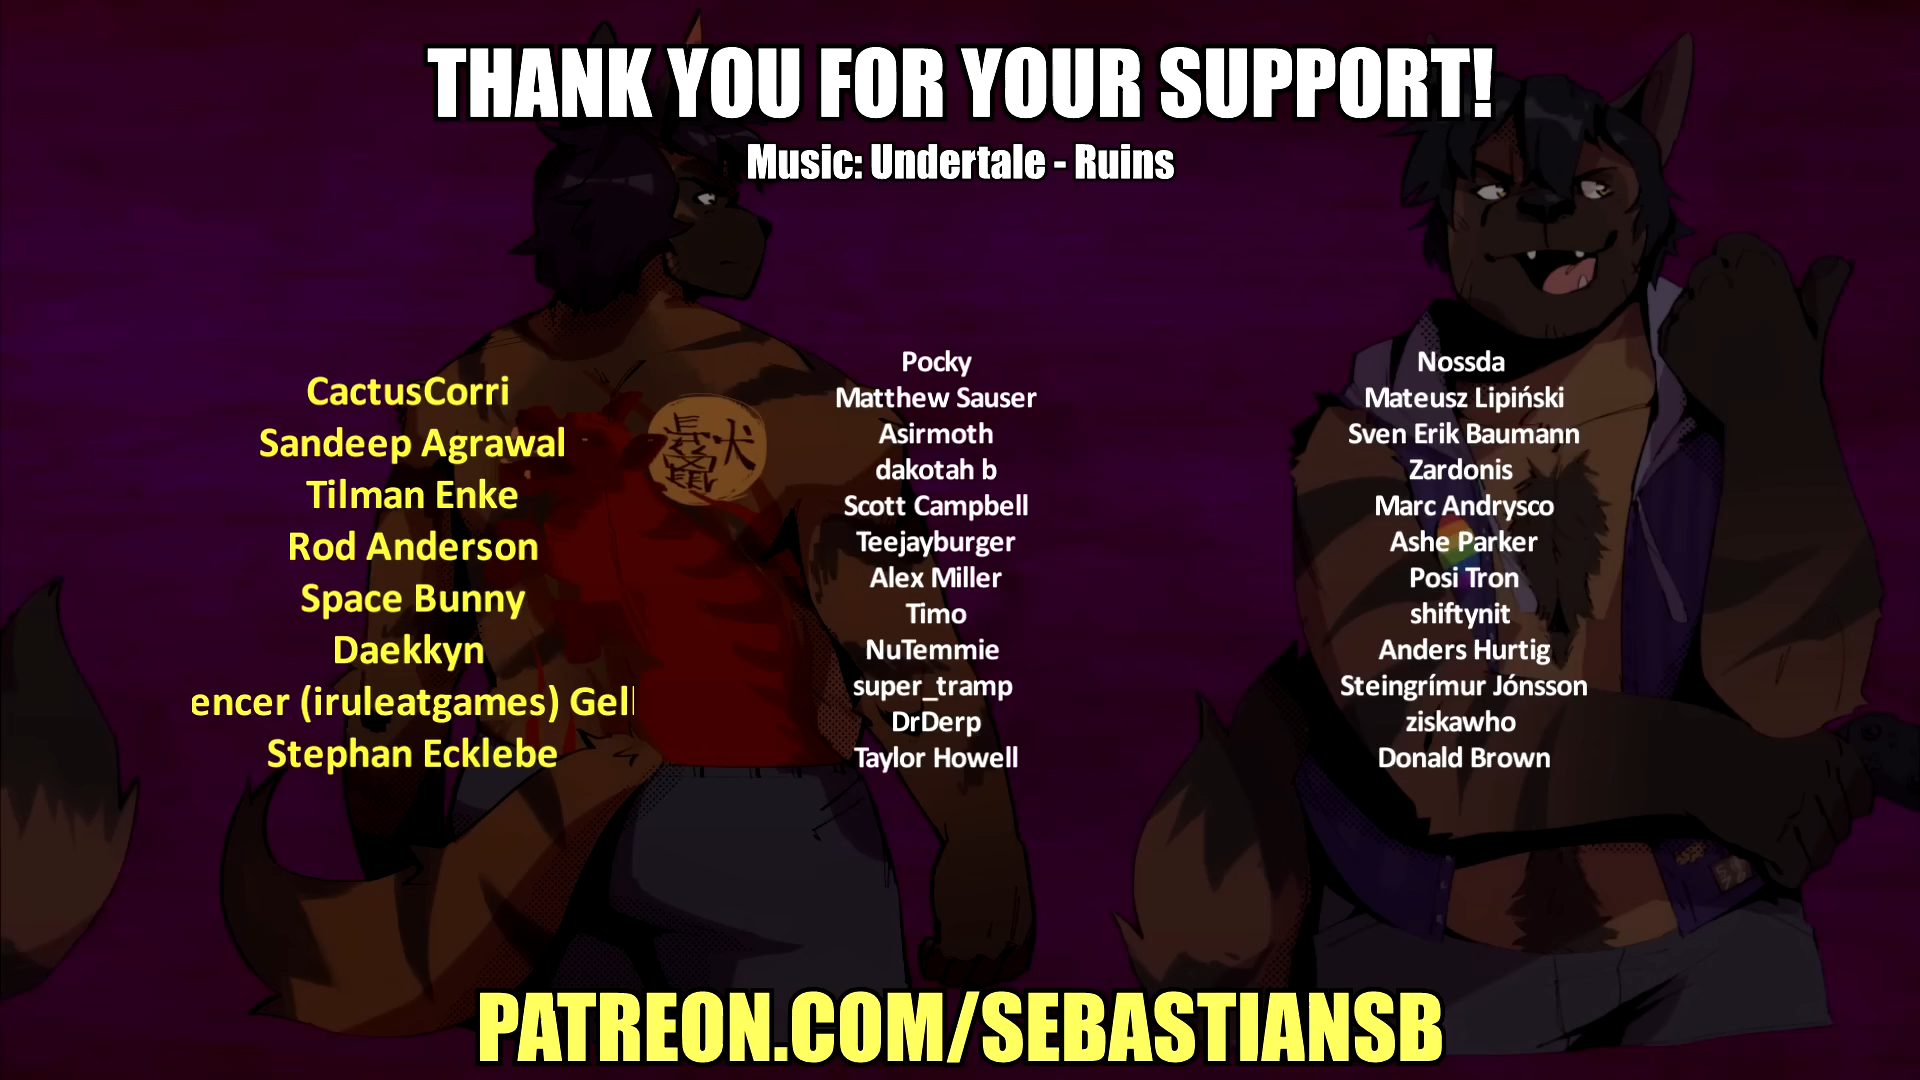 THANK YOU FOR YOUR SUPPORT!
Music: Undertale - Ruins
CactusCorri
Sandeep Agrawal
Tilman Enke
Rod Anderson
Space Bunny
Daekkyn
encer (iruleatgames) Gell
Stephan Ecklebe
Pocky
Matthew Sauser
Asirmoth
dakotah b
Scott Campbell
Teejayburger
Alex Miller
Timo
NuTemmie
super_tramp
DrDerp
Taylor Howell
Nossda
Mateusz Lipiński
Sven Erik Baumann
Zardonis
Marc Andrysco
Ashe Parker
Posi Tron
shiftynit
Anders Hurtig
Steingrímur Jónsson
ziskawho
Donald Brown
PATREON.COM/SEBASTIANSB